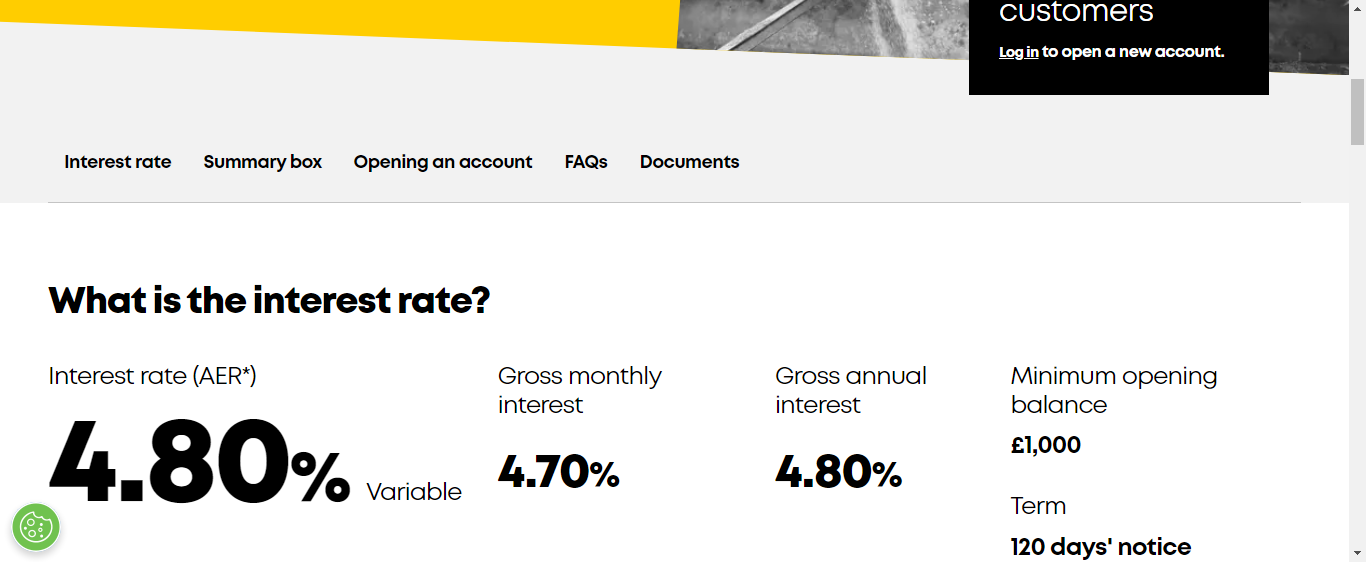 customers
Log in to open a new account.
Interest rate Summary box Opening an account FAQs Documents
What is the interest rate?
Interest rate (AER*)
4.80% Variable
Gross monthly
interest
4.70%
Gross annual
interest
4.80%
Minimum opening
balance
£1,000
Term
120 days' notice